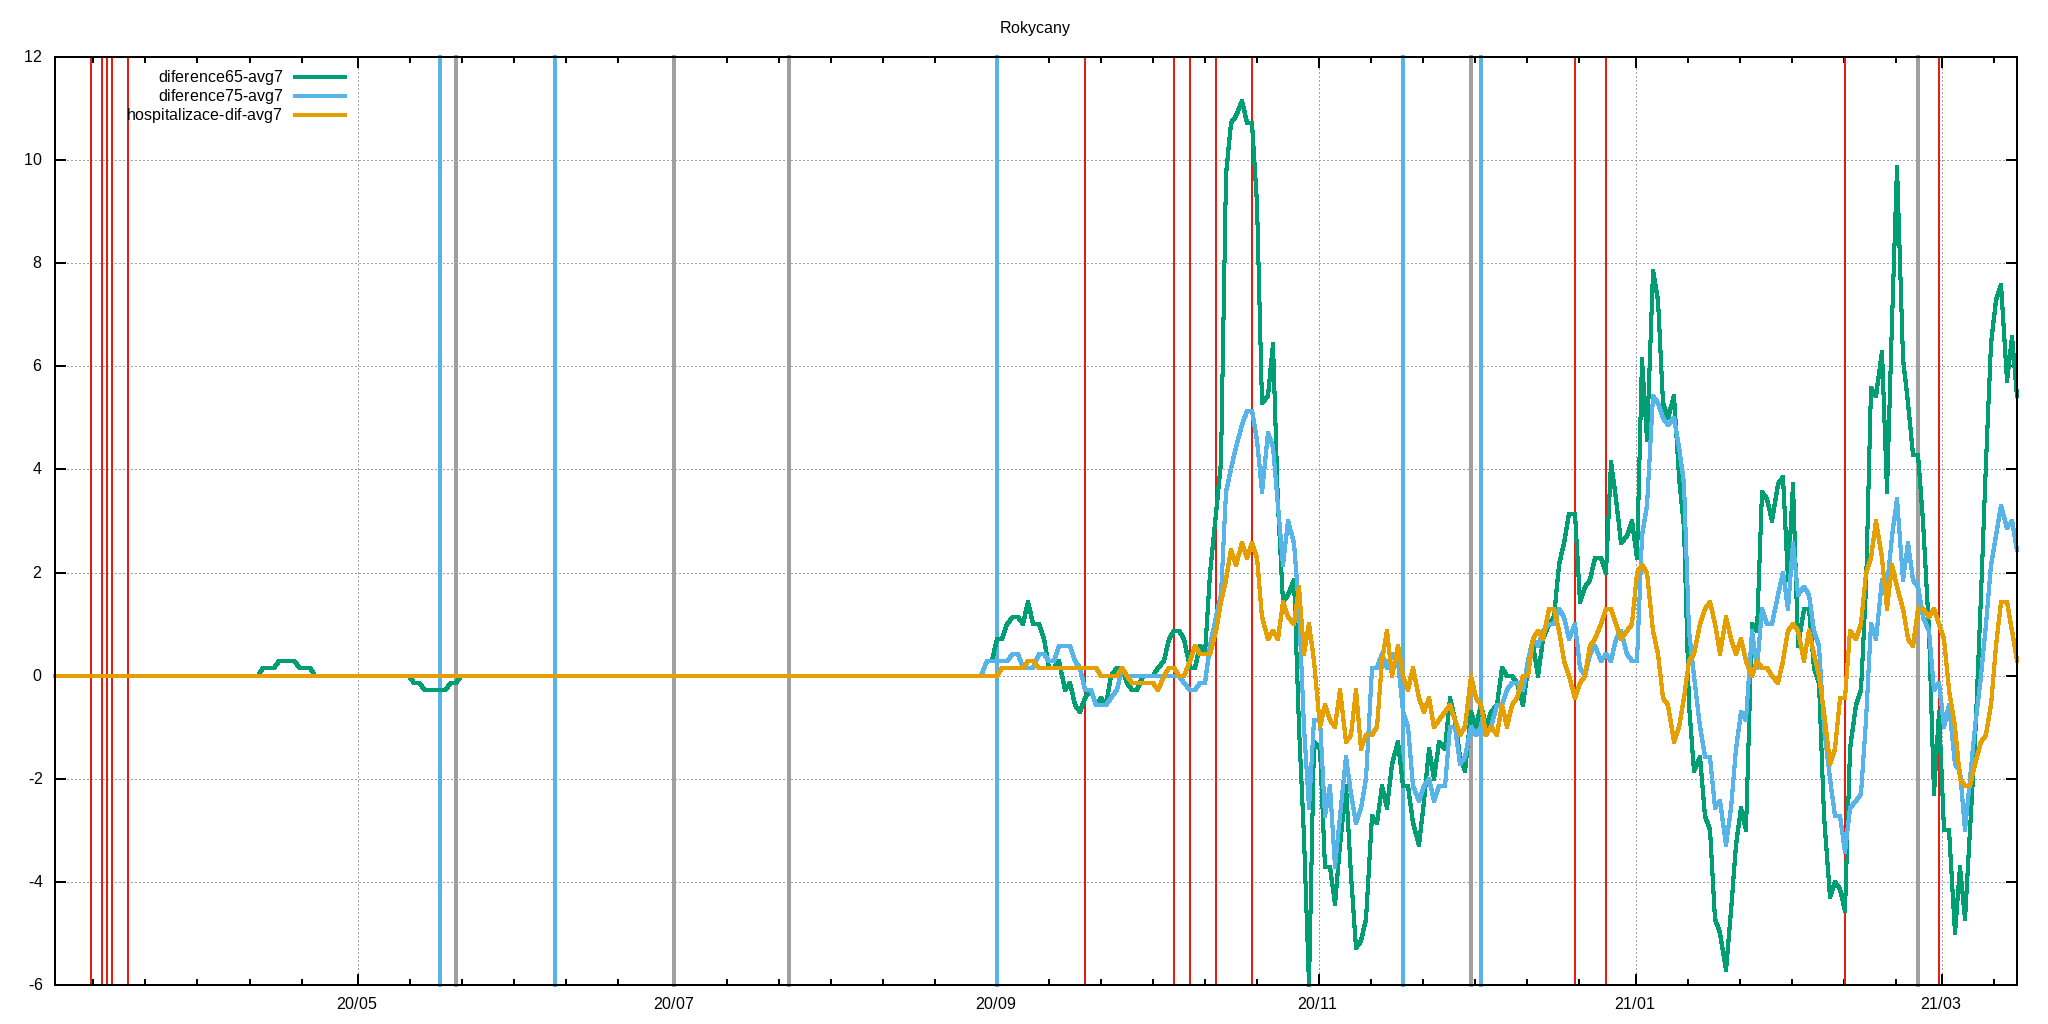 Rokycany
12
10
8
6
4
2
0
-2
-4
-6
diference65-avg7
diference75-avg7
hospitalizace-dif-avg7
20/05 20/07 20/09 20/11 21/01 21/03